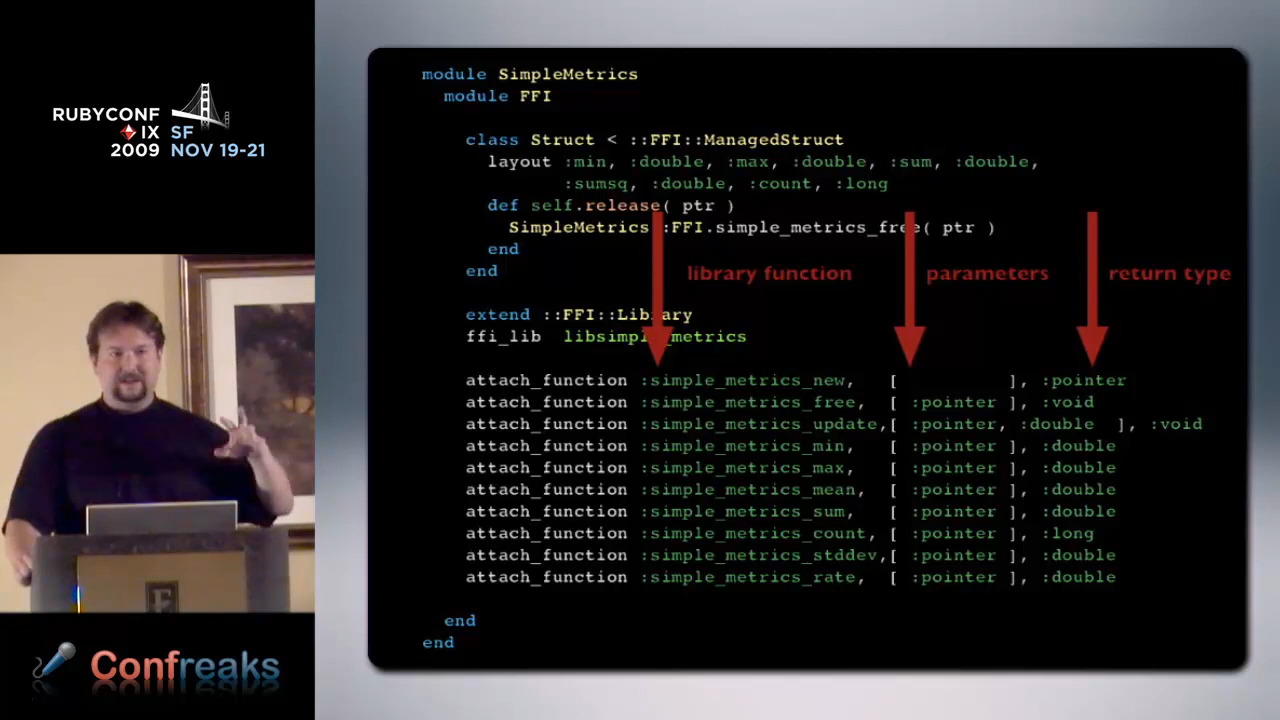 RUBYCONF
IX SF
2009 NOV 19-21
module SimpleMetrics
module FFI
class Struct < ::FFI::ManagedStruct
layout :min, :double, :max, :double, :sum, :double,
:sumsq, :double, :count, :long
def self.release( ptr )
SimpleMetrics::FFI.simple_metrics_free( ptr )
end
end
library function parameters return type
extend ::FFI::Library
ffi_lib libsimple_metrics
attach_function :simple_metrics_new, [ ], :pointer
attach_function :simple_metrics_free, [ :pointer ], :void
attach_function :simple_metrics_update,[ :pointer, :double ], :void
attach_function :simple_metrics_min, [ :pointer ], :double
attach_function :simple_metrics_max, [ :pointer ], :double
attach_function :simple_metrics_mean, [ :pointer ], :double
attach_function :simple_metrics_sum, [ :pointer ], :double
attach_function :simple_metrics_count, [ :pointer ], :long
attach_function :simple_metrics_stddev,[ :pointer ], :double
attach_function :simple_metrics_rate, [ :pointer ], :double
end
end
F
Confreaks